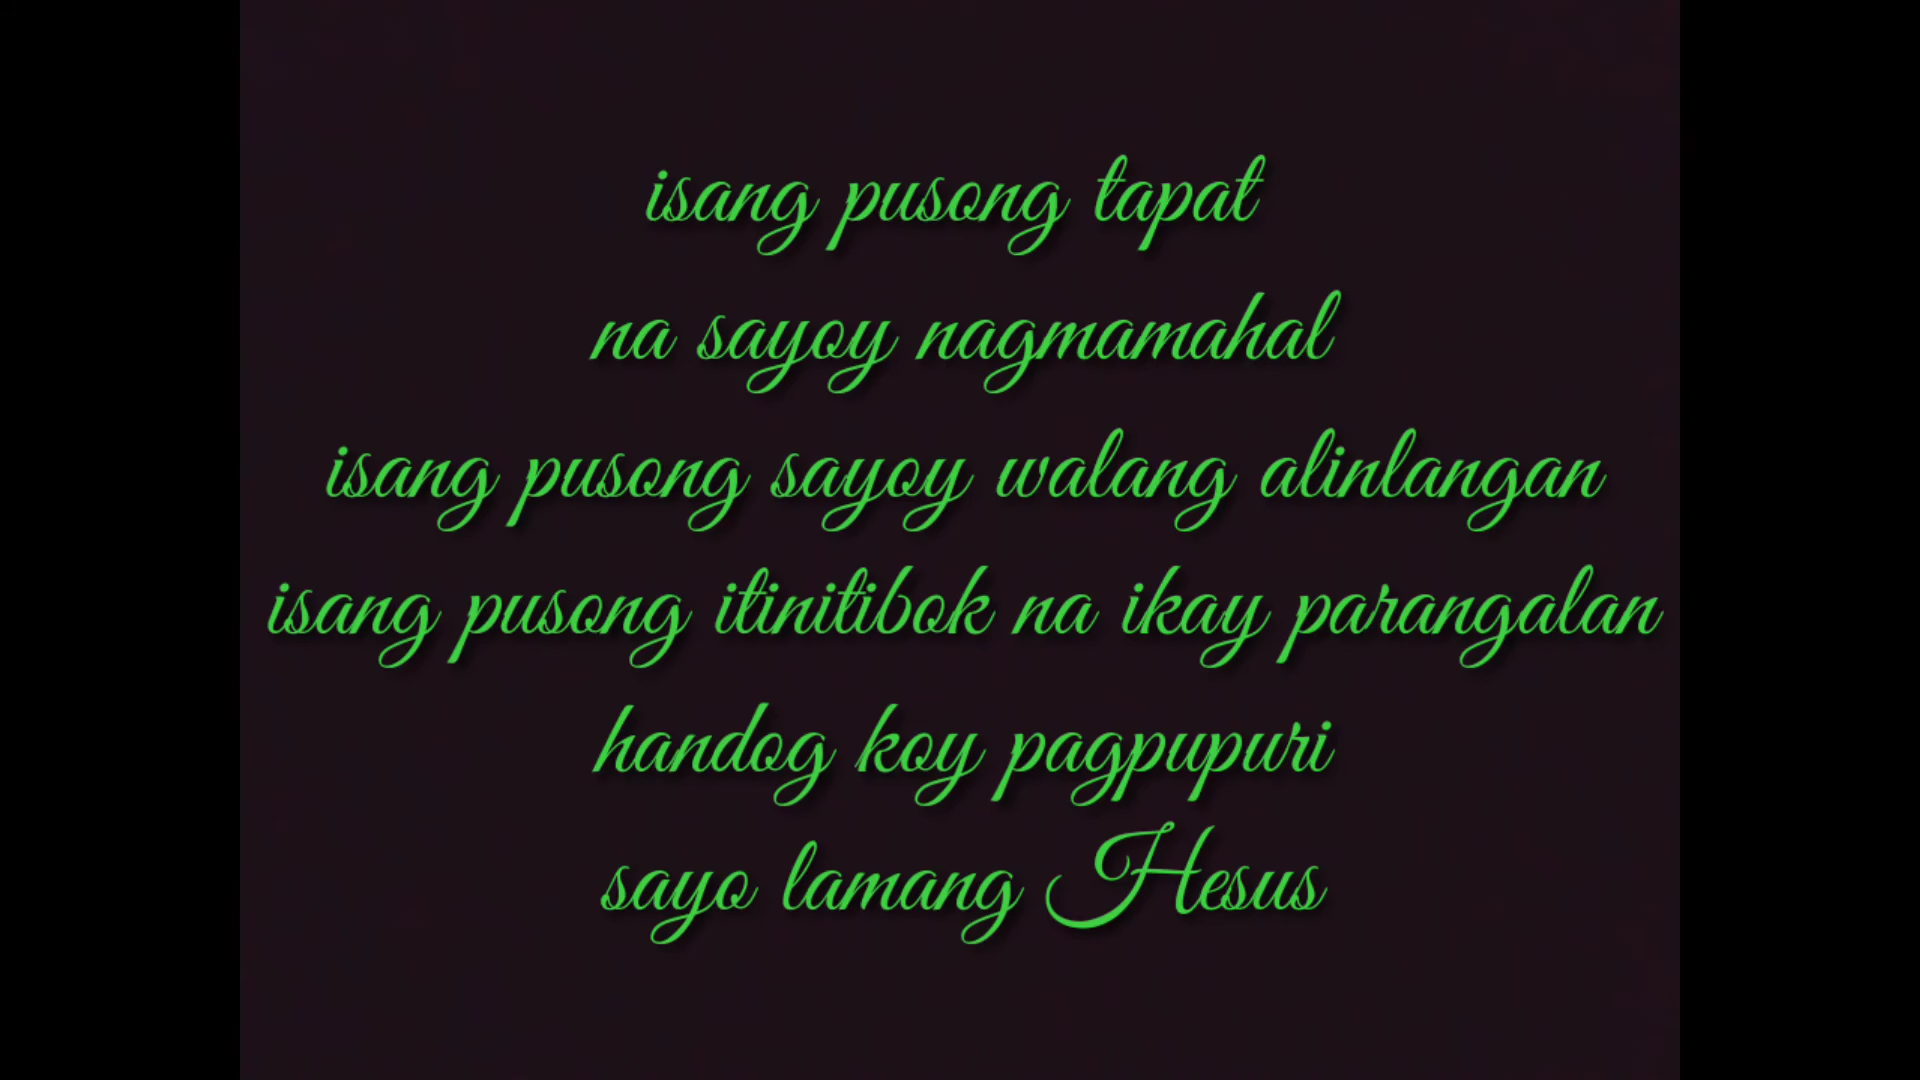 isang pusong tapat
na sayoy nagmamahal
isang pusong sayoy walang alinlangan
isang pusong itinitibok na ikay parangalan
handog koy pagpupuri
sayo lamang Hesus